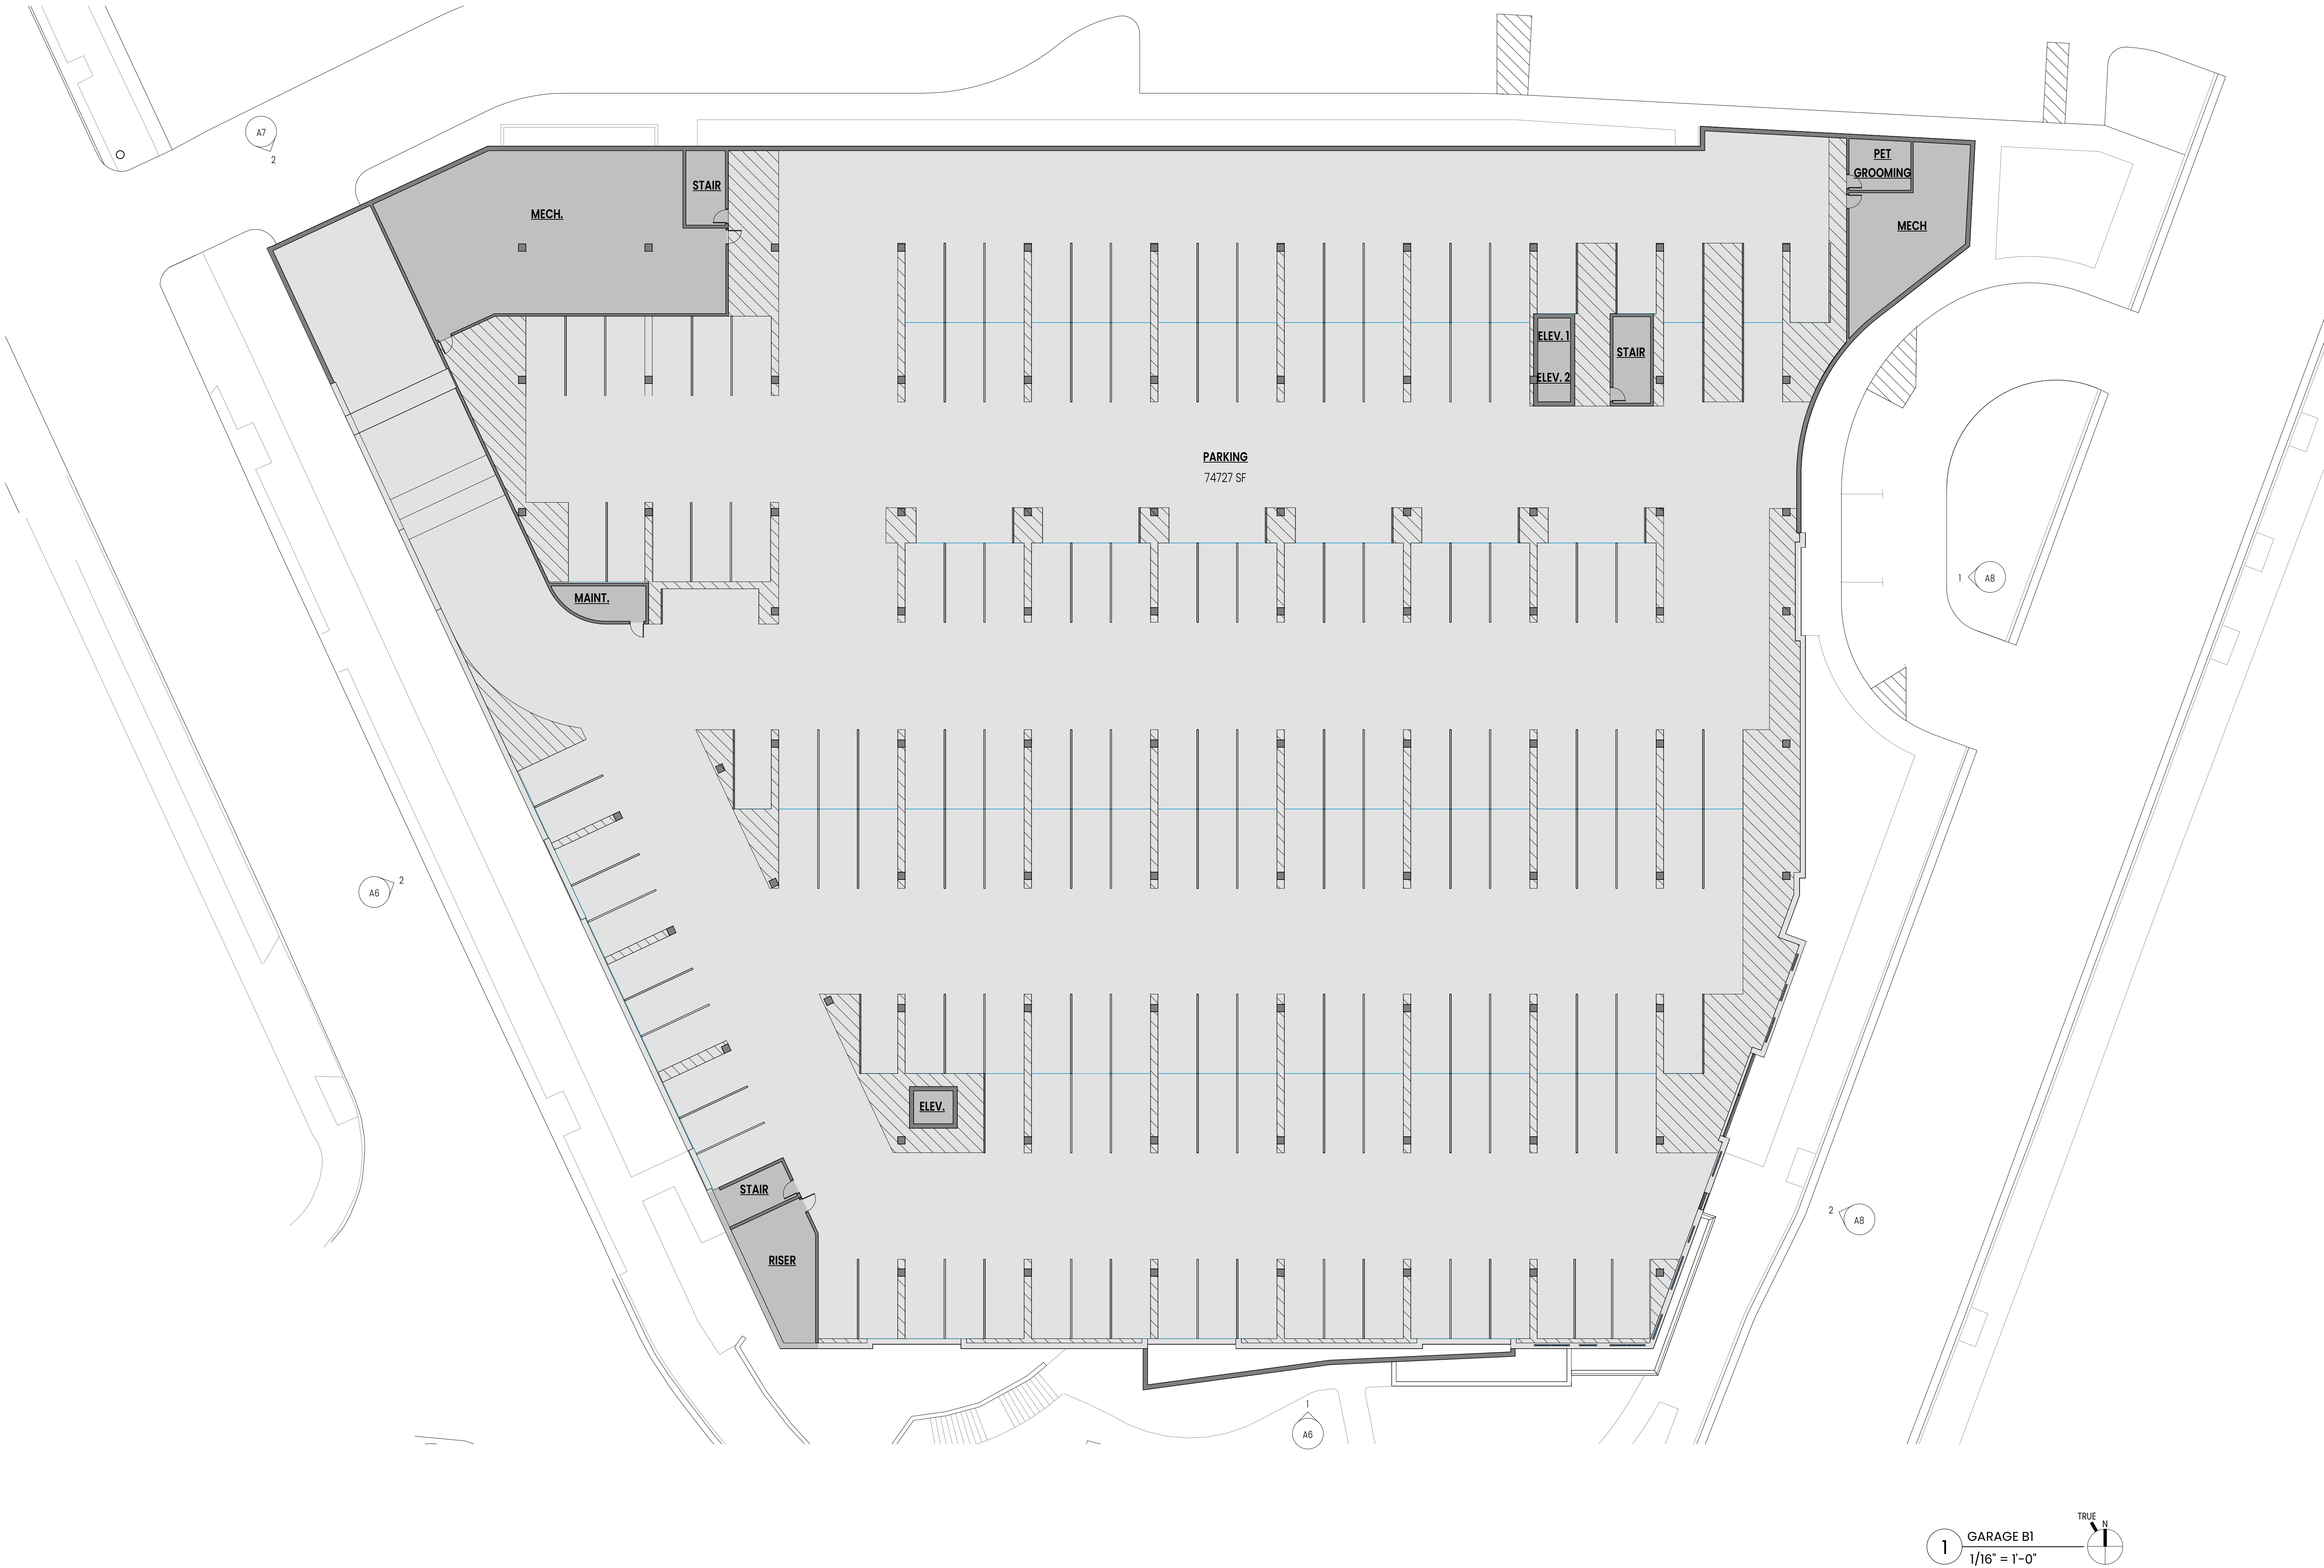 A7
2
STAIR
MECH.
PET
GROOMING
MECH
ELEV. 1
STAIR
ELEV. 2
PARKING
74727 SF
1
A8
MAINT.
A6
2
ELEV.
STAIR
2
A8
RISER
1
A6
TRUE
N
1
GARAGE B1
1/16" = 1'-0"